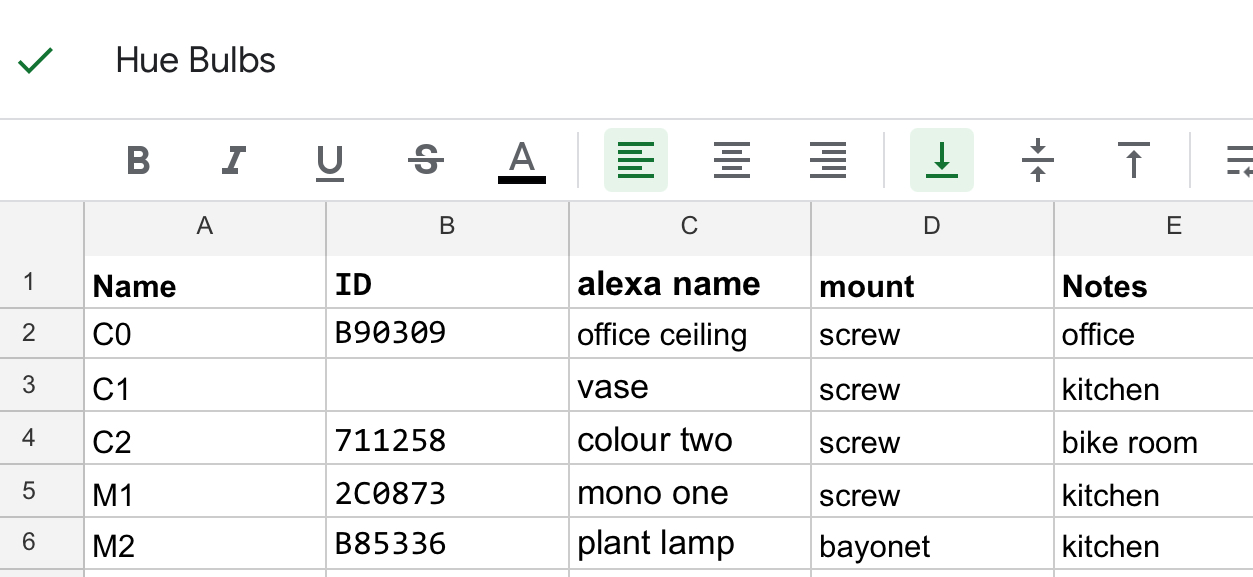 Hue Bulbs
B I U S A
A B C D E
1 Name ID alexa name mount Notes
2 C0 B90309 office ceiling screw office
3 C1 vase screw kitchen
4 C2 711258 colour two screw bike room
5 M1 2C0873 mono one screw kitchen
6 M2 B85336 plant lamp bayonet kitchen